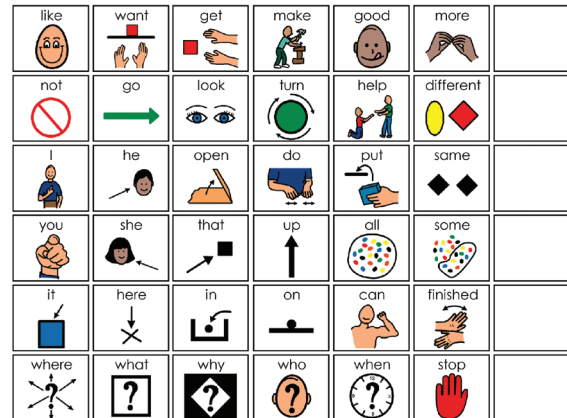 like want get make good more
not go look turn help different
I he open do put same
you she that up all some
it here in on can finished
where what why who when stop